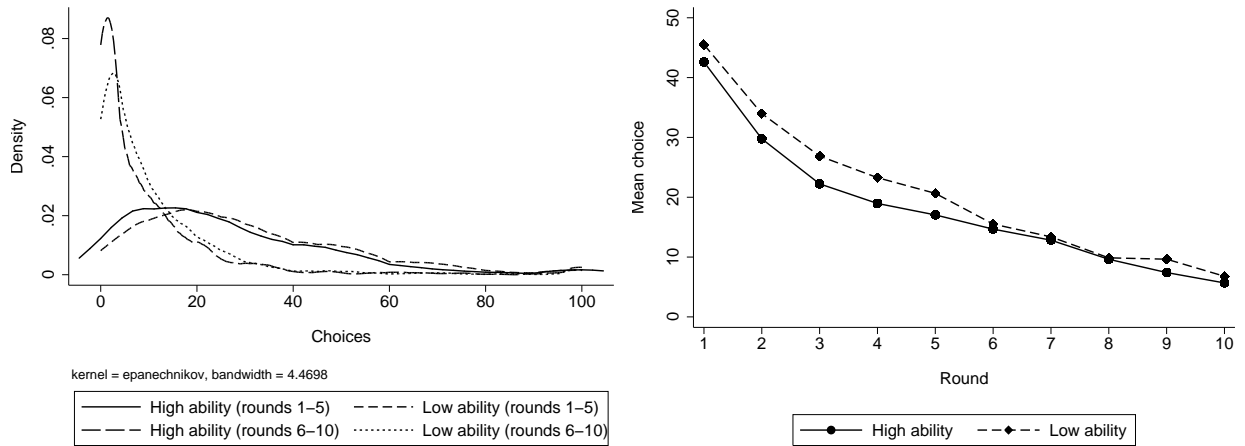 Density
0
.02
.04
.06
.08
0 20 40 60 80 100
Choices
kernel = epanechnikov, bandwidth = 4.4698
High ability (rounds 1−5) Low ability (rounds 1−5)
High ability (rounds 6−10) Low ability (rounds 6−10)
Mean choice
0
10
20
30
40
50
1 2 3 4 5 6 7 8 9 10
Round
High ability Low ability